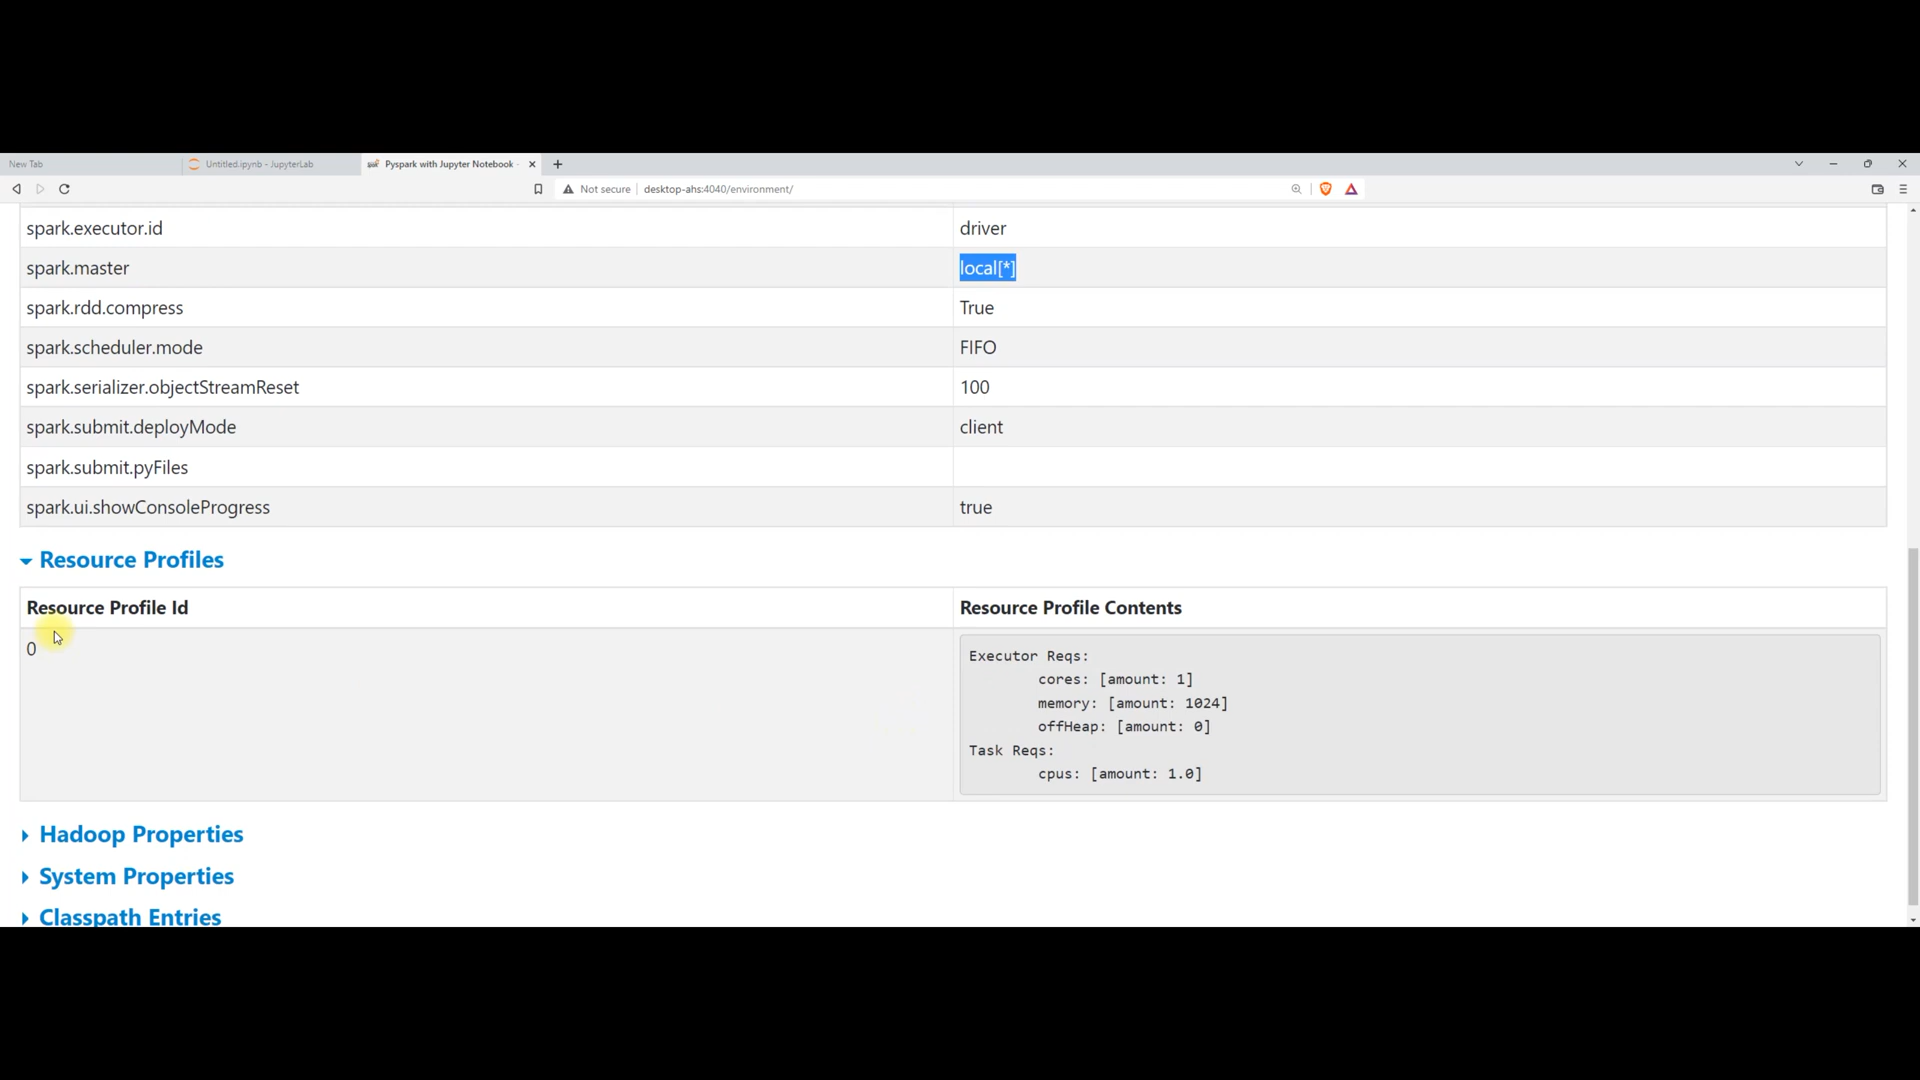 New Tab
Untitled.ipynb - JupyterLab
Pyspark with Jupyter Notebook
Not secure
desktop-ahs:4040/environment/
spark.executor.id driver
spark.master local[*]
spark.rdd.compress True
spark.scheduler.mode FIFO
spark.serializer.objectStreamReset 100
spark.submit.deployMode client
spark.submit.pyFiles
spark.ui.showConsoleProgress true
Resource Profiles
Resource Profile Id Resource Profile Contents
0
Executor Reqs:
cores: [amount: 1]
memory: [amount: 1024]
offHeap: [amount: 0]
Task Reqs:
cpus: [amount: 1.0]
Hadoop Properties
System Properties
Classpath Entries